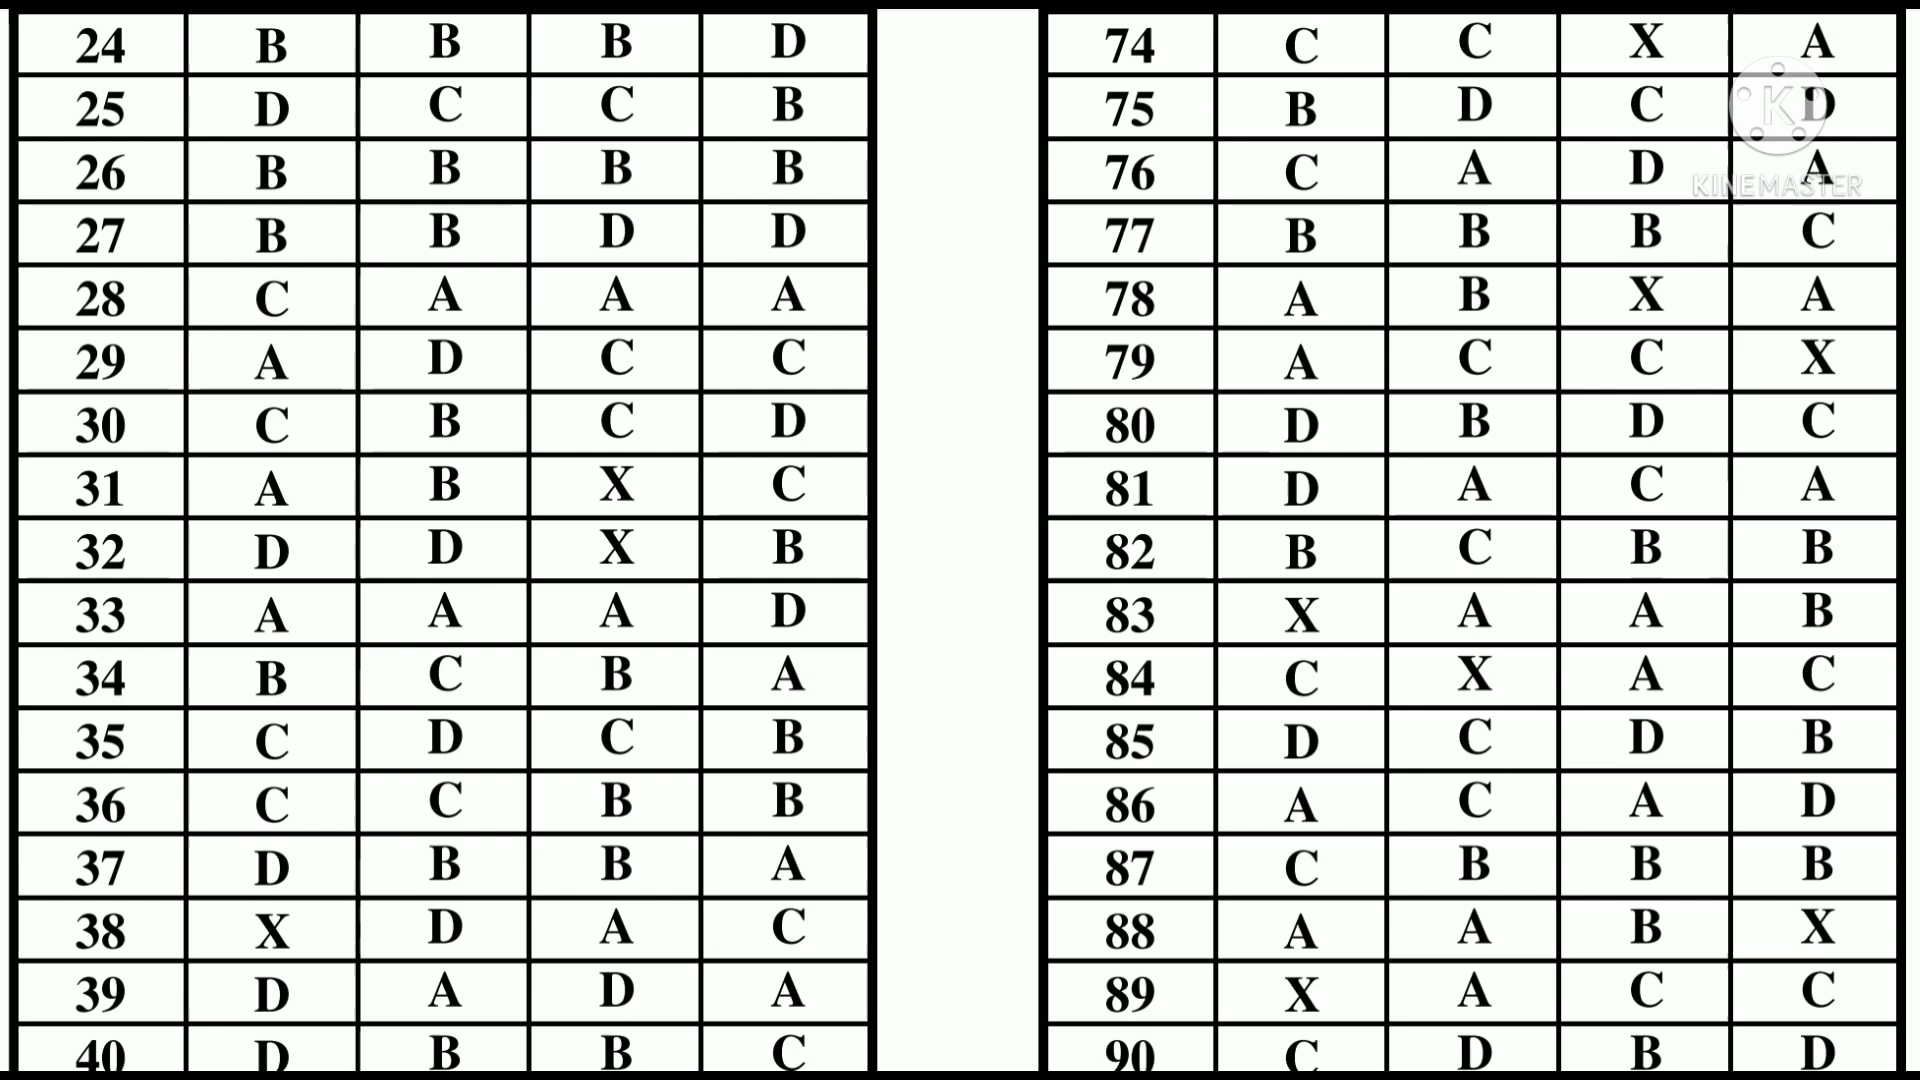 24 B B B D 74 C C X A
25 D C C B 75 B D C D
26 B B B B 76 C A D A
27 B B D D 77 B B B C
28 C A A A 78 A B X A
29 A D C C 79 A C C X
30 C B C D 80 D B D C
31 A B X C 81 D A C A
32 D D X B 82 B C B B
33 A A A D 83 X A A B
34 B C B A 84 C X A C
35 C D C B 85 D C D B
36 C C B B 86 A C A D
37 D B B A 87 C B B B
38 X D A C 88 A A B X
39 D A D A 89 X A C C
40 D B B C 90 C D B D
K
KINEMASTER